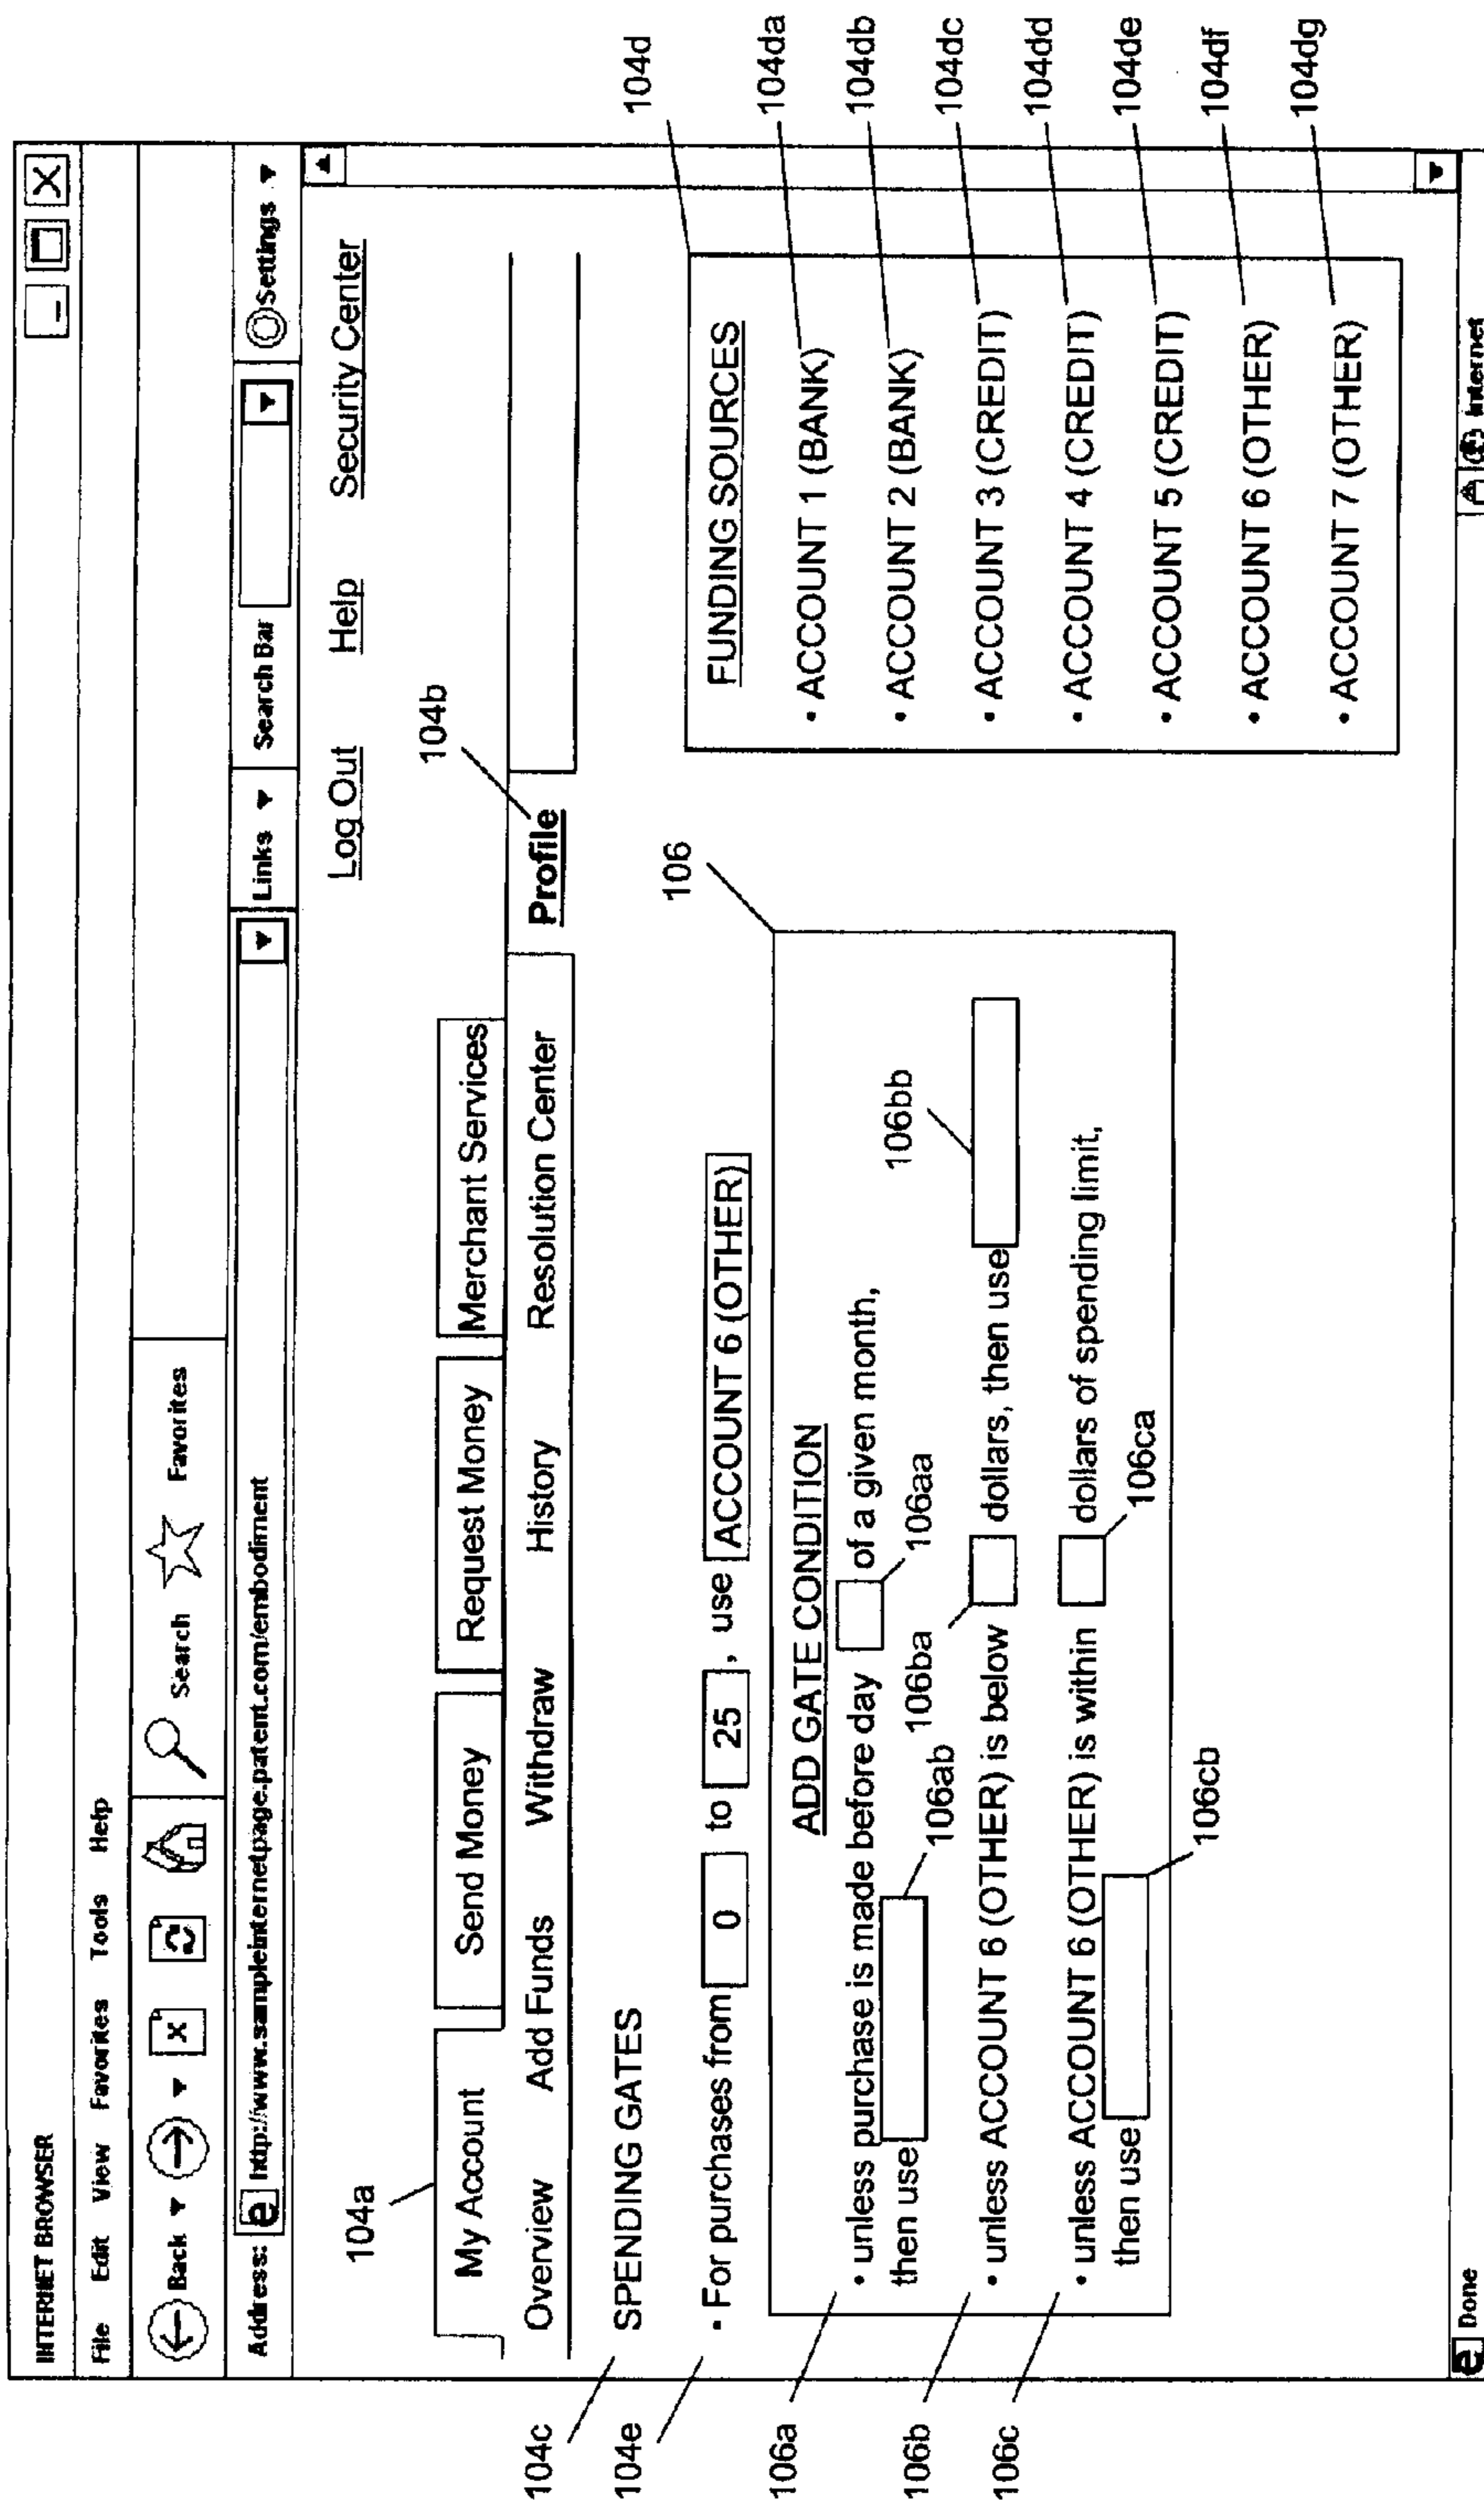 INTERNET BROWSER
File Edit View Favorites Tools Help
Back Search Favorites
Address: e http://www.sampleinternetpage.patent.com/embodiment Links Search Bar Settings
Log Out Help Security Center
104a
104b
My Account Send Money Request Money Merchant Services
Overview Add Funds Withdraw History Resolution Center Profile
104c
SPENDING GATES
104d
104e
• For purchases from 0 to 25 , use ACCOUNT 6 (OTHER)
106
ADD GATE CONDITION
106a
• unless purchase is made before day of a given month,
then use
106aa
106ab
106b
• unless ACCOUNT 6 (OTHER) is below dollars, then use
106ba
106bb
106c
• unless ACCOUNT 6 (OTHER) is within dollars of spending limit,
then use
106ca
106cb
FUNDING SOURCES
• ACCOUNT 1 (BANK) 104da
• ACCOUNT 2 (BANK) 104db
• ACCOUNT 3 (CREDIT) 104dc
• ACCOUNT 4 (CREDIT) 104dd
• ACCOUNT 5 (CREDIT) 104de
• ACCOUNT 6 (OTHER) 104df
• ACCOUNT 7 (OTHER) 104dg
e Done Internet